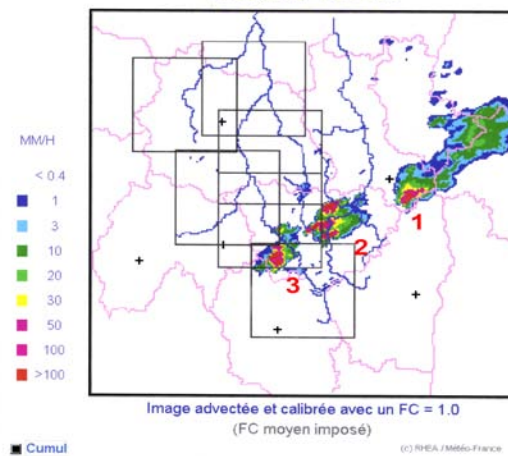 MM/H
< 0.4
1
3
10
20
30
50
100
>100
1
2
3
Image advectée et calibrée avec un FC = 1.0
(FC moyen imposé)
Cumul
(c) RHEA / Météo-France